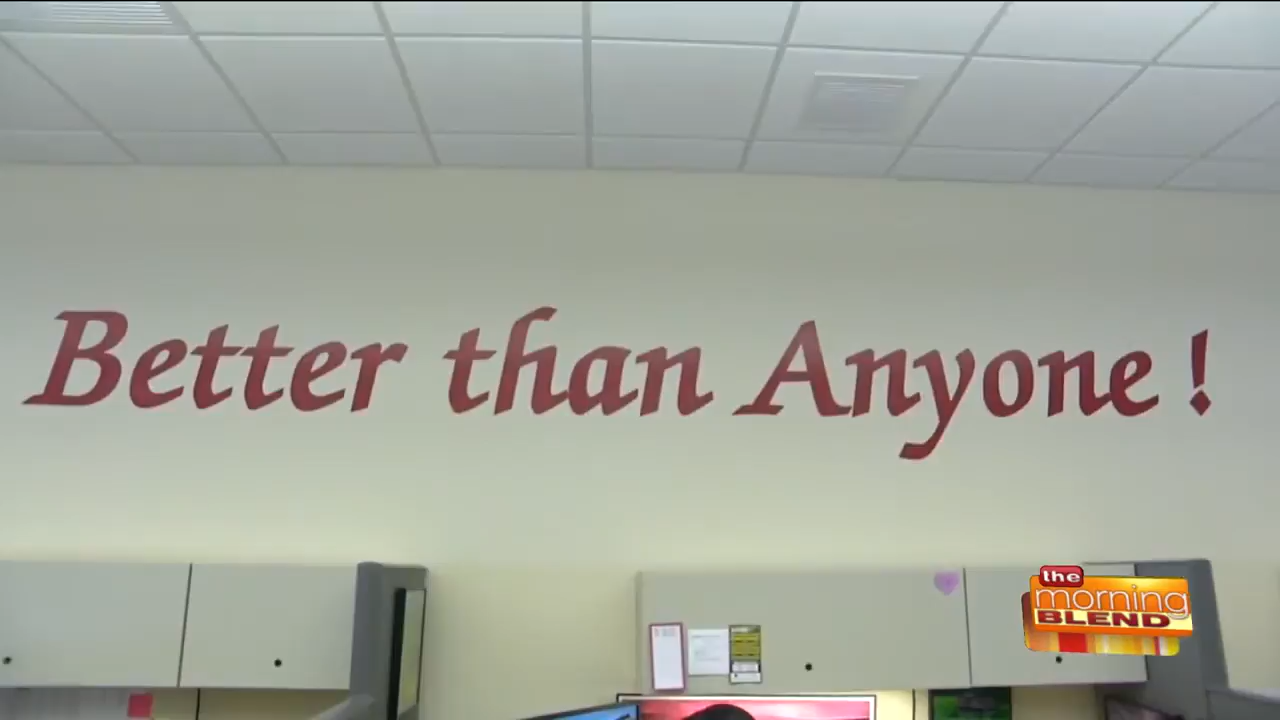 Better than Anyone !
the
morning
BLEND